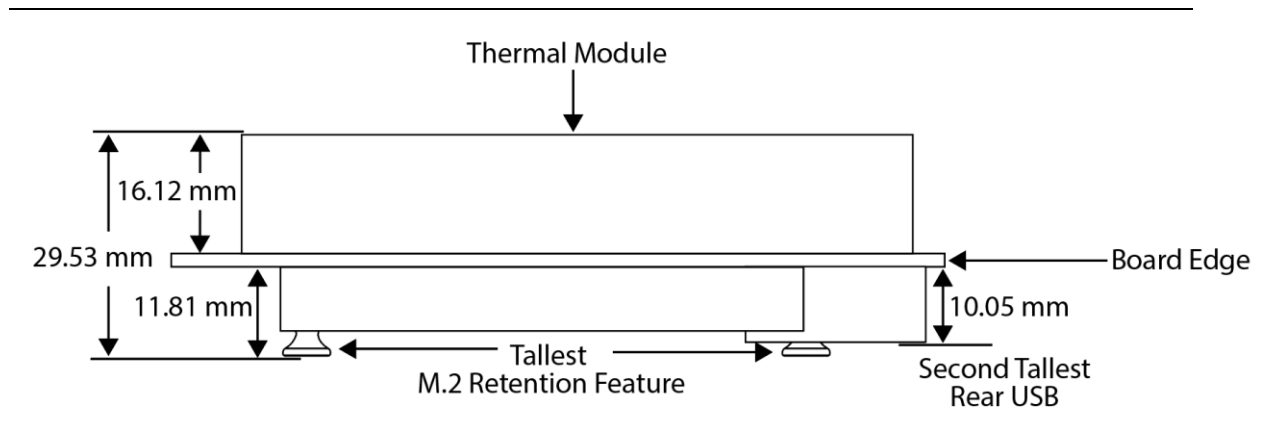 Thermal Module
16.12 mm
29.53 mm
Board Edge
11.81 mm
10.05 mm
Tallest
M.2 Retention Feature
Second Tallest
Rear USB